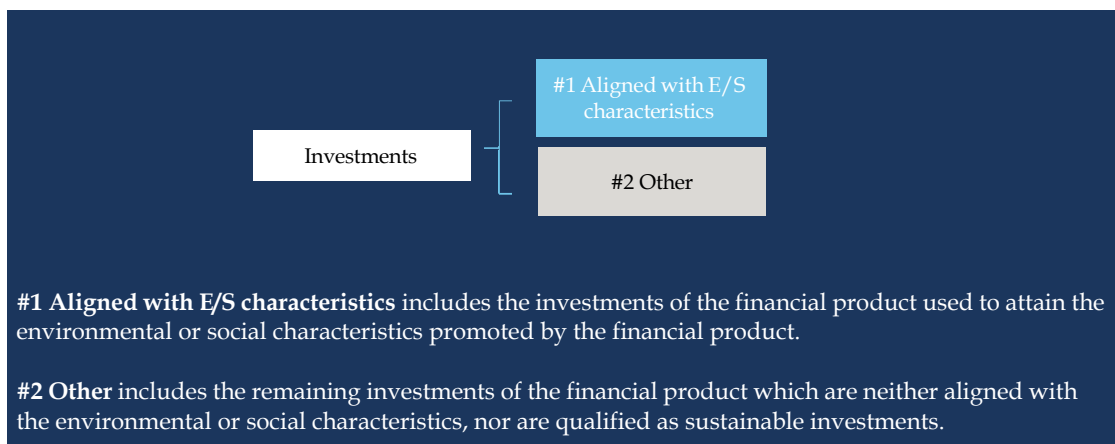 #1 Aligned with E/S
characteristics
Investments
#2 Other
#1 Aligned with E/S characteristics includes the investments of the financial product used to attain the
environmental or social characteristics promoted by the financial product.
#2 Other includes the remaining investments of the financial product which are neither aligned with
the environmental or social characteristics, nor are qualified as sustainable investments.